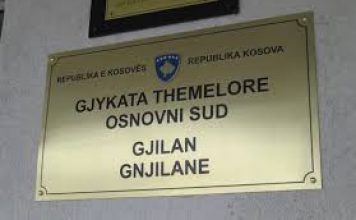 REPUBLIKA E KOSOVËS REPUBLIKA KOSOVA
GJYKATA THEMELORE
OSNOVNI SUD
GJILAN
GNJILANE